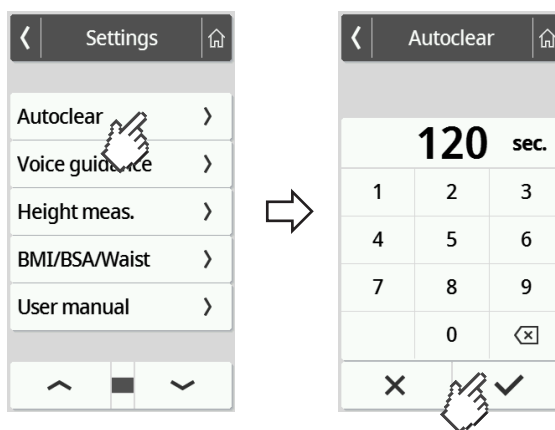 Settings
Autoclear
Voice guidance
Height meas.
BMI/BSA/Waist
User manual
Autoclear
120 sec.
1 2 3
4 5 6
7 8 9
0